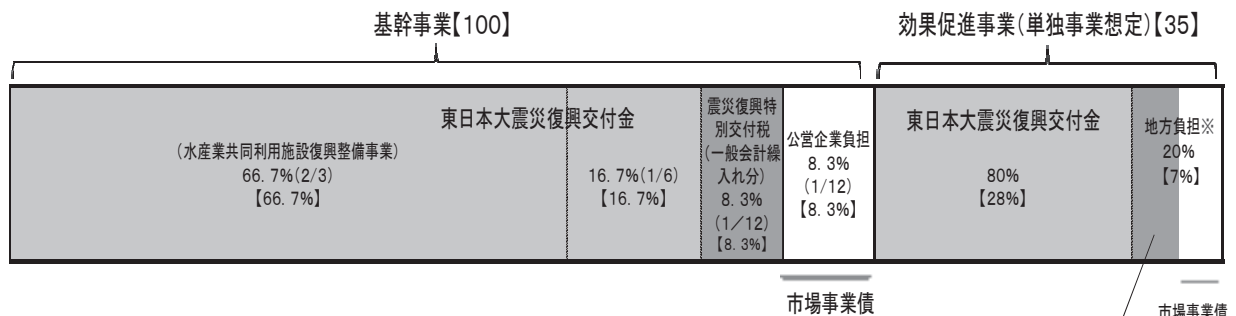 基幹事業【100】
効果促進事業(単独事業想定)【35】
東日本大震災復興交付金
(水産業共同利用施設復興整備事業)
66.7%(2/3)
【66.7%】
16.7%(1/6)
【16.7%】
震災復興特
別交付税
(一般会計繰
入れ分)
8.3%
(1/12)
【8.3%】
公営企業負担
8.3%
(1/12)
【8.3%】
東日本大震災復興交付金
80%
【28%】
地方負担※
20%
【7%】
市場事業債
市場事業債